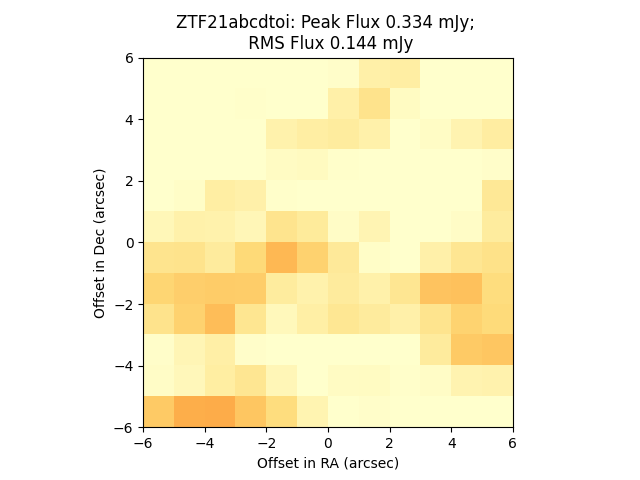 ZTF21abcdtoi: Peak Flux 0.334 mJy;
RMS Flux 0.144 mJy
6
4
2
0
−2
−4
−6
Offset in Dec (arcsec)
−6 −4 −2 0 2 4 6
Offset in RA (arcsec)